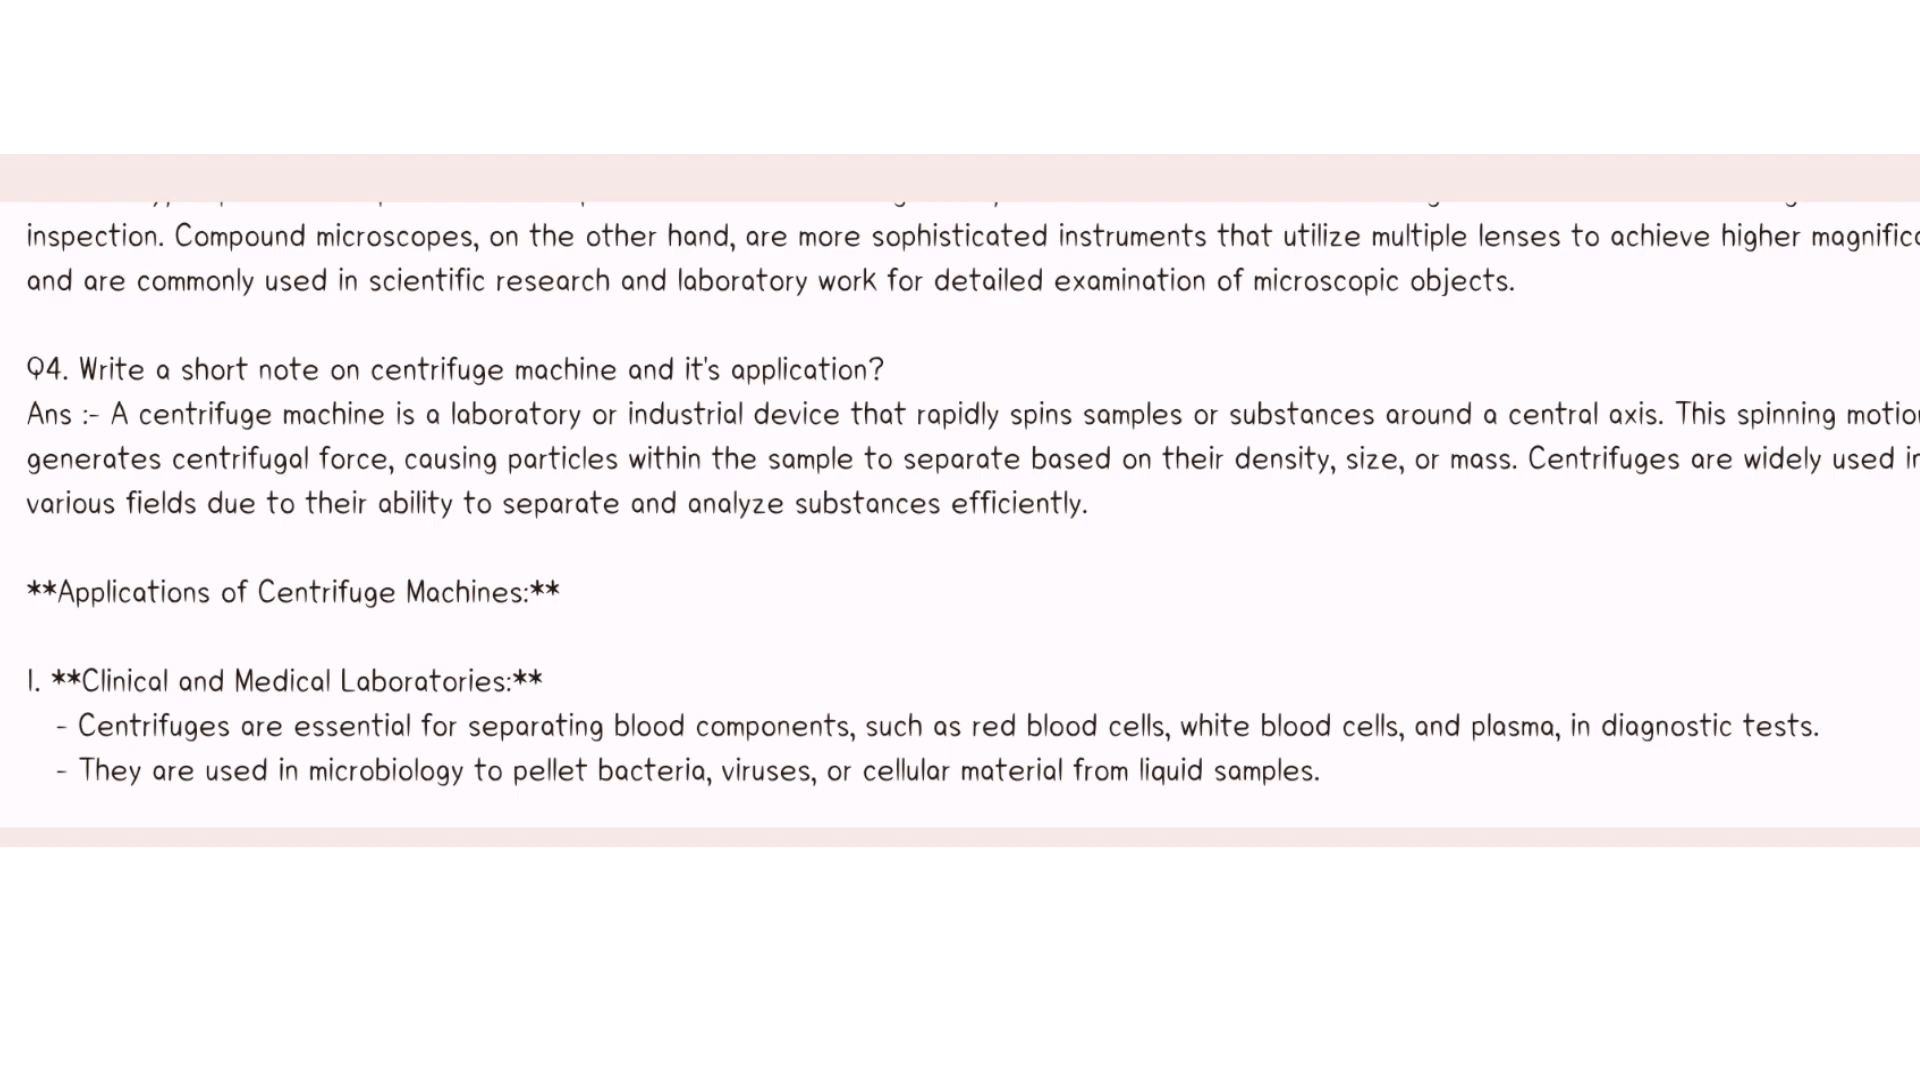 inspection. Compound microscopes, on the other hand, are more sophisticated instruments that utilize multiple lenses to achieve higher
and are commonly used in scientific research and laboratory work for detailed examination of microscopic objects.
Q4. Write a short note on centrifuge machine and it's application?
Ans :- A centrifuge machine is a laboratory or industrial device that rapidly spins samples or substances around a central axis. This spinning
generates centrifugal force, causing particles within the sample to separate based on their density, size, or mass. Centrifuges are widely used
various fields due to their ability to separate and analyze substances efficiently.
**Applications of Centrifuge Machines:**
1. **Clinical and Medical Laboratories:**
- Centrifuges are essential for separating blood components, such as red blood cells, white blood cells, and plasma, in diagnostic tests.
- They are used in microbiology to pellet bacteria, viruses, or cellular material from liquid samples.